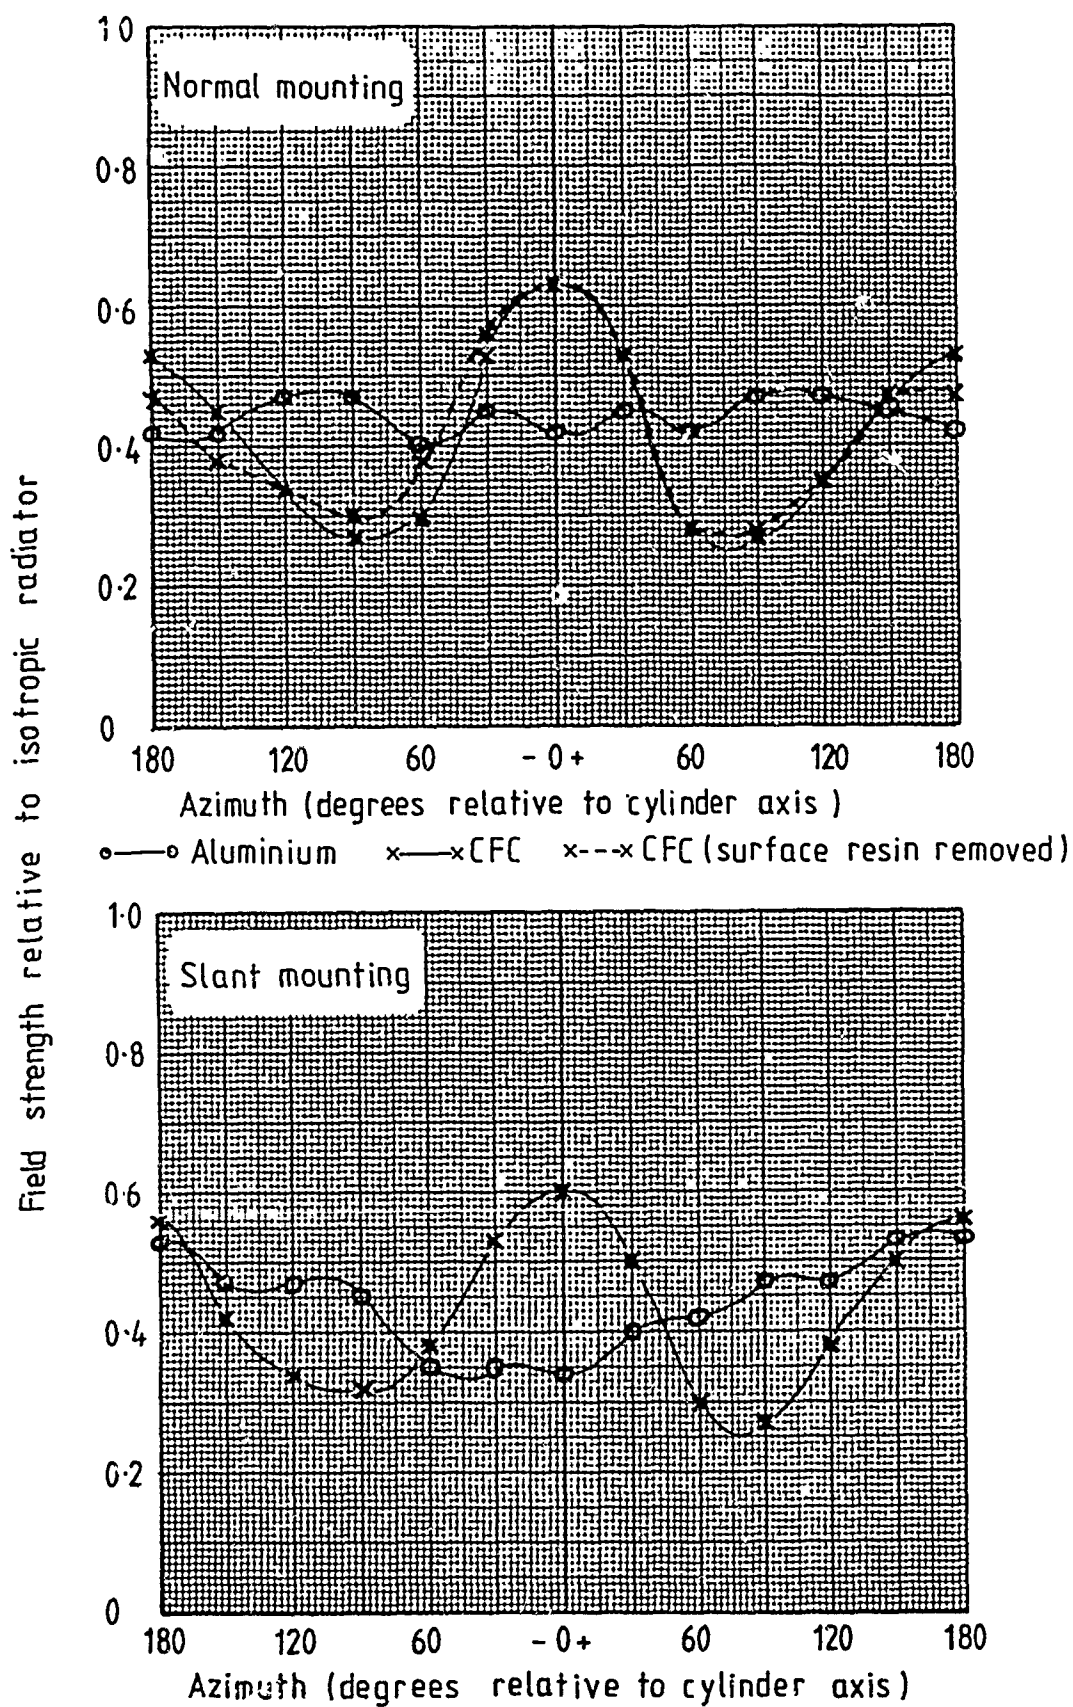 Field strength relative to isotropic radiator
1 0
Normal mounting
0·8
0·6
0·4
0·2
0
180 120 60 - 0 + 60 120 180
Azimuth (degrees relative to cylinder axis)
Aluminium CFC CFC (surface resin removed)
1·0
Slant mounting
0·8
0·6
0·4
0·2
0
180 120 60 - 0 + 60 120 180
Azimuth (degrees relative to cylinder axis)